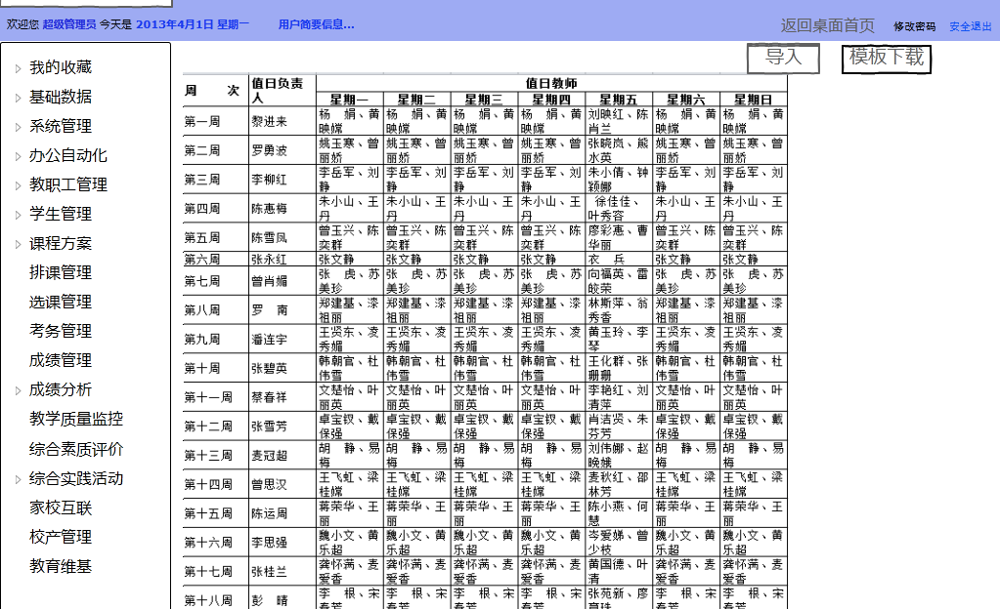 欢迎您 超级管理员 今天是 2013年4月1日 星期一 用户简要信息... 返回桌面首页 修改密码 安全退出
导入 模板下载
我的收藏
基础数据
系统管理
办公自动化
教职工管理
学生管理
课程方案
排课管理
选课管理
考务管理
成绩管理
成绩分析
教学质量监控
综合素质评价
综合实践活动
家校互联
校产管理
教育维基
周 次 值日负责人 值日教师
星期一 星期二 星期三 星期四 星期五 星期六 星期日
第一周 黎进来 杨 娟、黄映嫦 杨 娟、黄映嫦 杨 娟、黄映嫦 杨 娟、黄映嫦 刘映红、陈肖兰 杨 娟、黄映嫦 杨 娟、黄映嫦
第二周 罗勇波 姚玉寒、曾丽娇 姚玉寒、曾丽娇 姚玉寒、曾丽娇 姚玉寒、曾丽娇 张晓岚、熊水英 姚玉寒、曾丽娇 姚玉寒、曾丽娇
第三周 李柳红 李岳军、刘静 李岳军、刘静 李岳军、刘静 李岳军、刘静 朱小倩、钟颖娜 李岳军、刘静 李岳军、刘静
第四周 陈惠梅 朱小山、王丹 朱小山、王丹 朱小山、王丹 朱小山、王丹 徐佳佳、叶秀容 朱小山、王丹 朱小山、王丹
第五周 陈雪凤 曾玉兴、陈奕群 曾玉兴、陈奕群 曾玉兴、陈奕群 曾玉兴、陈奕群 廖彩惠、曹华丽 曾玉兴、陈奕群 曾玉兴、陈奕群
第六周 张永红 张文静 张文静 张文静 张文静 衣 兵 张文静 张文静
第七周 曾肖媚 张 虎、苏美珍 张 虎、苏美珍 张 虎、苏美珍 张 虎、苏美珍 向福英、雷皎荣 张 虎、苏美珍 张 虎、苏美珍
第八周 罗 南 郑建基、漆祖丽 郑建基、漆祖丽 郑建基、漆祖丽 郑建基、漆祖丽 林斯萍、翁秀香 郑建基、漆祖丽 郑建基、漆祖丽
第九周 潘连宇 王贤东、凌秀媚 王贤东、凌秀媚 王贤东、凌秀媚 王贤东、凌秀媚 黄玉玲、李琴 王贤东、凌秀媚 王贤东、凌秀媚
第十周 张碧英 韩朝官、杜伟雪 韩朝官、杜伟雪 韩朝官、杜伟雪 韩朝官、杜伟雪 王化群、张珊珊 韩朝官、杜伟雪 韩朝官、杜伟雪
第十一周 蔡春祥 文楚怡、叶丽英 文楚怡、叶丽英 文楚怡、叶丽英 文楚怡、叶丽英 李艳红、刘清萍 文楚怡、叶丽英 文楚怡、叶丽英
第十二周 张雪芳 卓宝钗、戴保强 卓宝钗、戴保强 卓宝钗、戴保强 卓宝钗、戴保强 肖洁贤、朱芬芳 卓宝钗、戴保强 卓宝钗、戴保强
第十三周 麦冠超 胡 静、易梅 胡 静、易梅 胡 静、易梅 胡 静、易梅 刘伟娜、赵晚娥 胡 静、易梅 胡 静、易梅
第十四周 曾思汉 王飞虹、梁桂嫦 王飞虹、梁桂嫦 王飞虹、梁桂嫦 王飞虹、梁桂嫦 麦秋红、邵林芳 王飞虹、梁桂嫦 王飞虹、梁桂嫦
第十五周 陈运周 蒋荣华、王丽 蒋荣华、王丽 蒋荣华、王丽 蒋荣华、王丽 陈小燕、何慧 蒋荣华、王丽 蒋荣华、王丽
第十六周 李思强 魏小文、黄乐超 魏小文、黄乐超 魏小文、黄乐超 魏小文、黄乐超 岑爱娣、曾少枝 魏小文、黄乐超 魏小文、黄乐超
第十七周 张桂兰 龚怀满、麦爱香 龚怀满、麦爱香 龚怀满、麦爱香 龚怀满、麦爱香 黄国德、叶清 龚怀满、麦爱香 龚怀满、麦爱香
第十八周 彭 晴 李 根、宋 李 根、宋 李 根、宋 李 根、宋 张苑新、廖 李 根、宋 李 根、宋